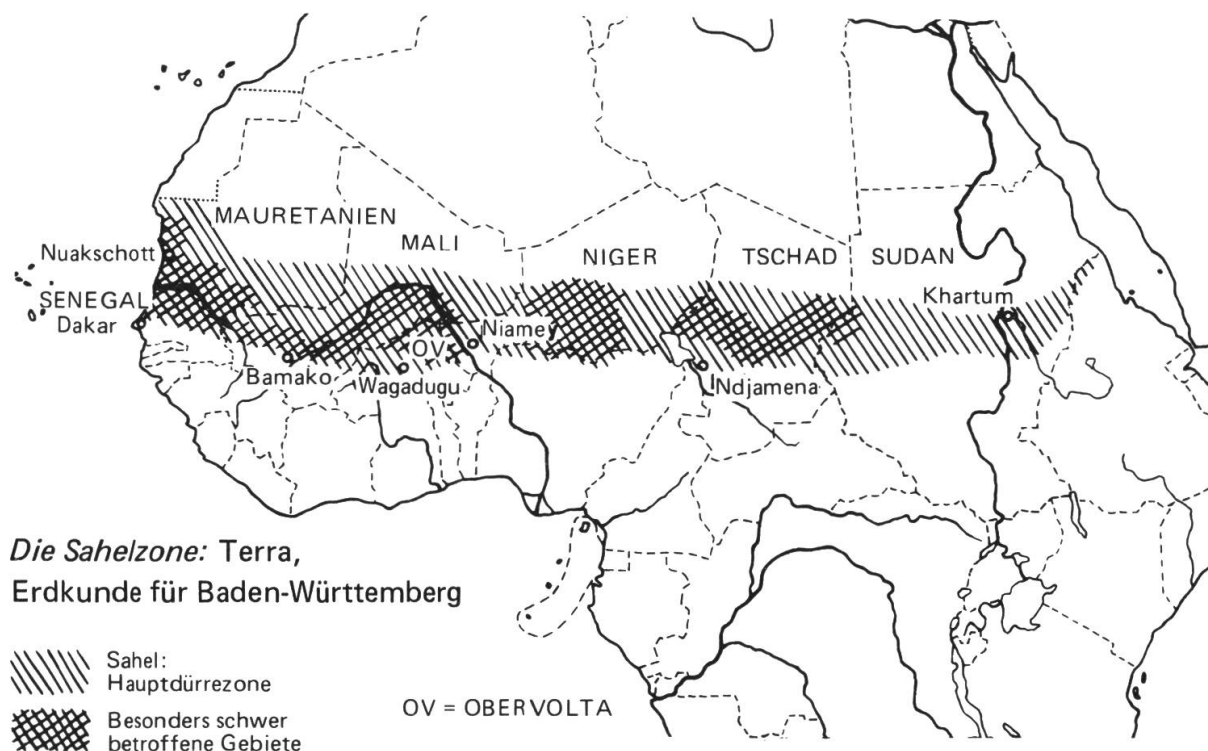 MAURETANIEN
MALI
NIGER
TSCHAD
SUDAN
Nuakschott
SENEGAL
Dakar
Khartum
Niamey
OV
Bamako
Wagadugu
Ndjamena
Die Sahelzone: Terra,
Erdkunde für Baden-Württemberg
Sahel:
Hauptdürrezone
OV = OBERVOLTA
Besonders schwer
betroffene Gebiete